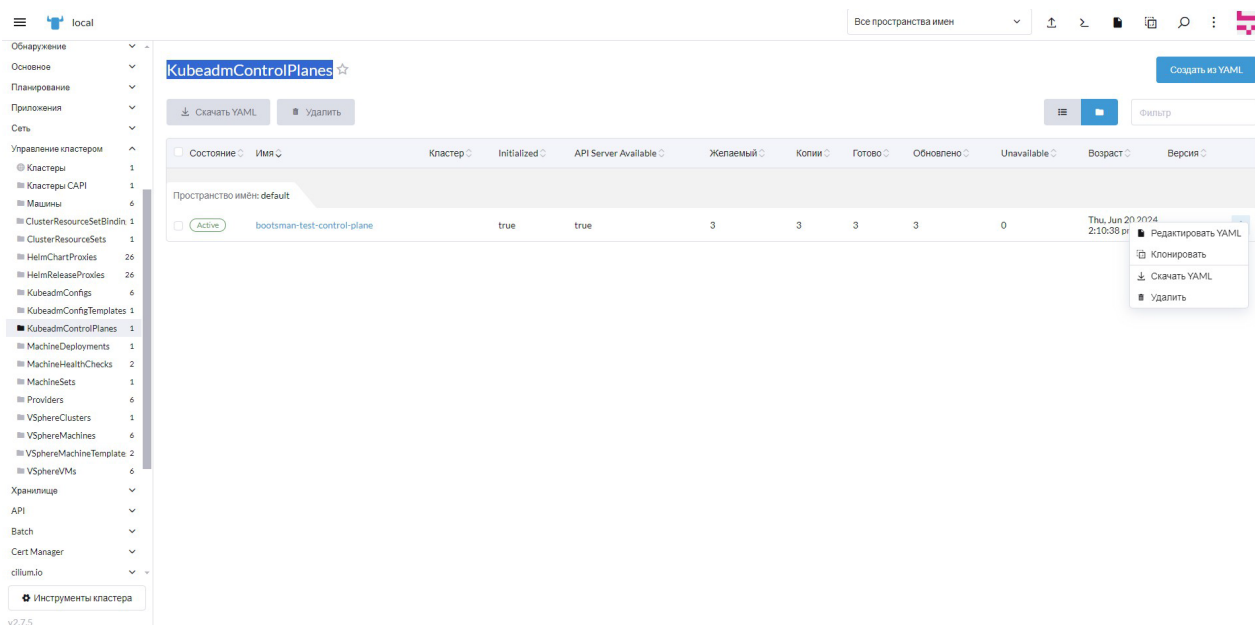 local
Все пространства имен
Обнаружение
Основное
Планирование
Приложения
Сеть
Управление кластером
Кластеры 1
Кластеры CAPI 1
Машины 6
ClusterResourceSetBindin 1
ClusterResourceSets 1
HelmChartProxies 26
HelmReleaseProxies 26
KubeadmConfigs 6
KubeadmConfigTemplates 1
KubeadmControlPlanes 1
MachineDeployments 1
MachineHealthChecks 2
MachineSets 1
Providers 6
VSphereClusters 1
VSphereMachines 6
VSphereMachineTemplate 2
VSphereVMs 6
Хранилище
API
Batch
Cert Manager
cilium.io
Инструменты кластера
v2.7.5
KubeadmControlPlanes
Создать из YAML
Скачать YAML Удалить
Фильтр
Состояние Имя Кластер Initialized API Server Available Желаемый Копии Готово Обновлено Unavailable Возраст Версия
Пространство имён: default
Active bootsman-test-control-plane true true 3 3 3 3 0 Thu, Jun 20 2024
2:10:38 pm
Редактировать YAML
Клонировать
Скачать YAML
Удалить